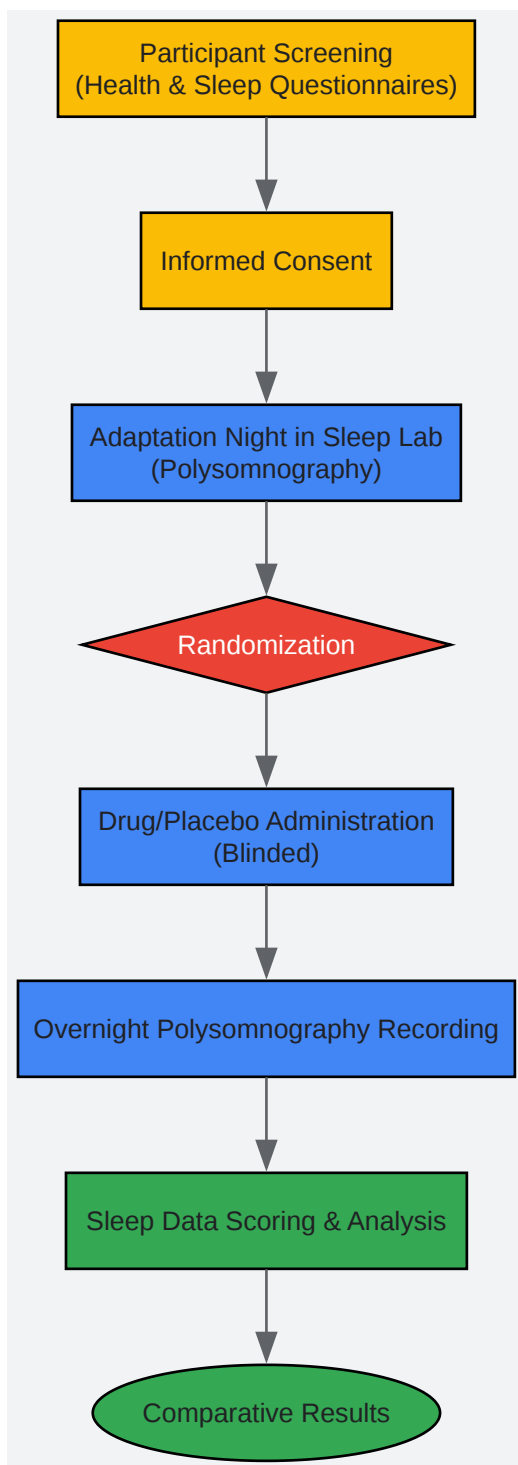 Participant Screening
(Health & Sleep Questionnaires)
Informed Consent
Adaptation Night in Sleep Lab
(Polysomnography)
Randomization
Drug/Placebo Administration
(Blinded)
Overnight Polysomnography Recording
Sleep Data Scoring & Analysis
Comparative Results